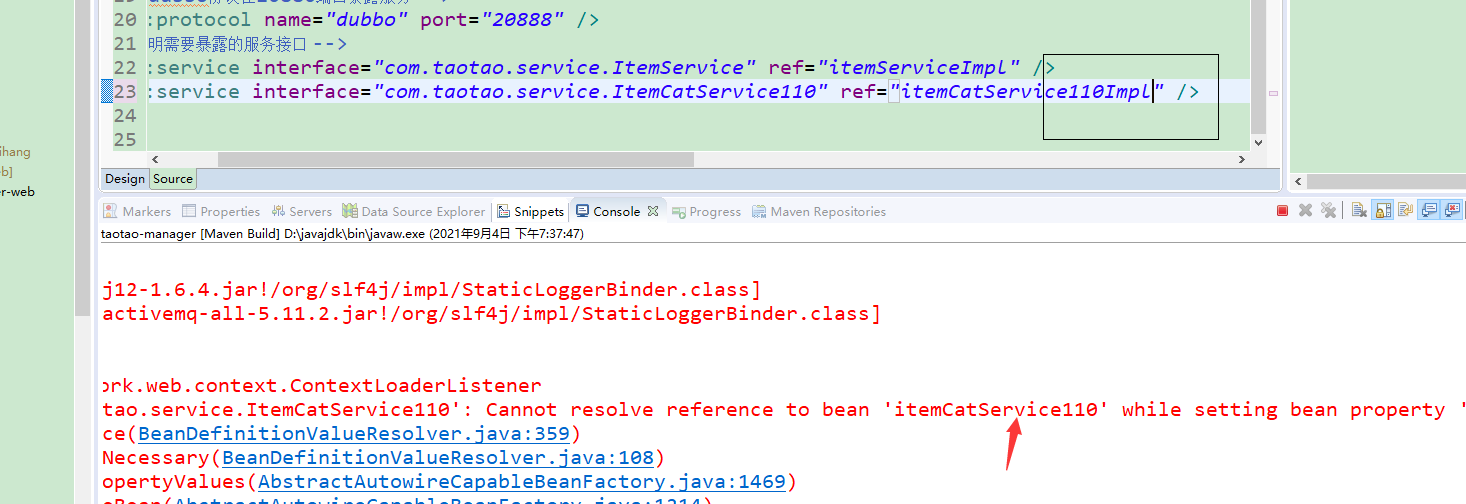 20 :protocol name="dubbo" port="20888" />
21 明需要暴露的服务接口 -->
22 :service interface="com.taotao.service.ItemService" ref="itemServiceImpl" />
23 :service interface="com.taotao.service.ItemCatService110" ref="itemCatService110Impl" />
24
25
ihang
eb]
er-web
Design Source
Markers Properties Servers Data Source Explorer Snippets Console Progress Maven Repositories
taotao-manager [Maven Build] D:\javajdk\bin\javaw.exe (2021年9月4日 下午7:37:47)
j12-1.6.4.jar!/org/slf4j/impl/StaticLoggerBinder.class]
activemq-all-5.11.2.jar!/org/slf4j/impl/StaticLoggerBinder.class]
ork.web.context.ContextLoaderListener
tao.service.ItemCatService110': Cannot resolve reference to bean 'itemCatService110' while setting bean property '
ce(BeanDefinitionValueResolver.java:359)
Necessary(BeanDefinitionValueResolver.java:108)
opertyValues(AbstractAutowireCapableBeanFactory.java:1469)